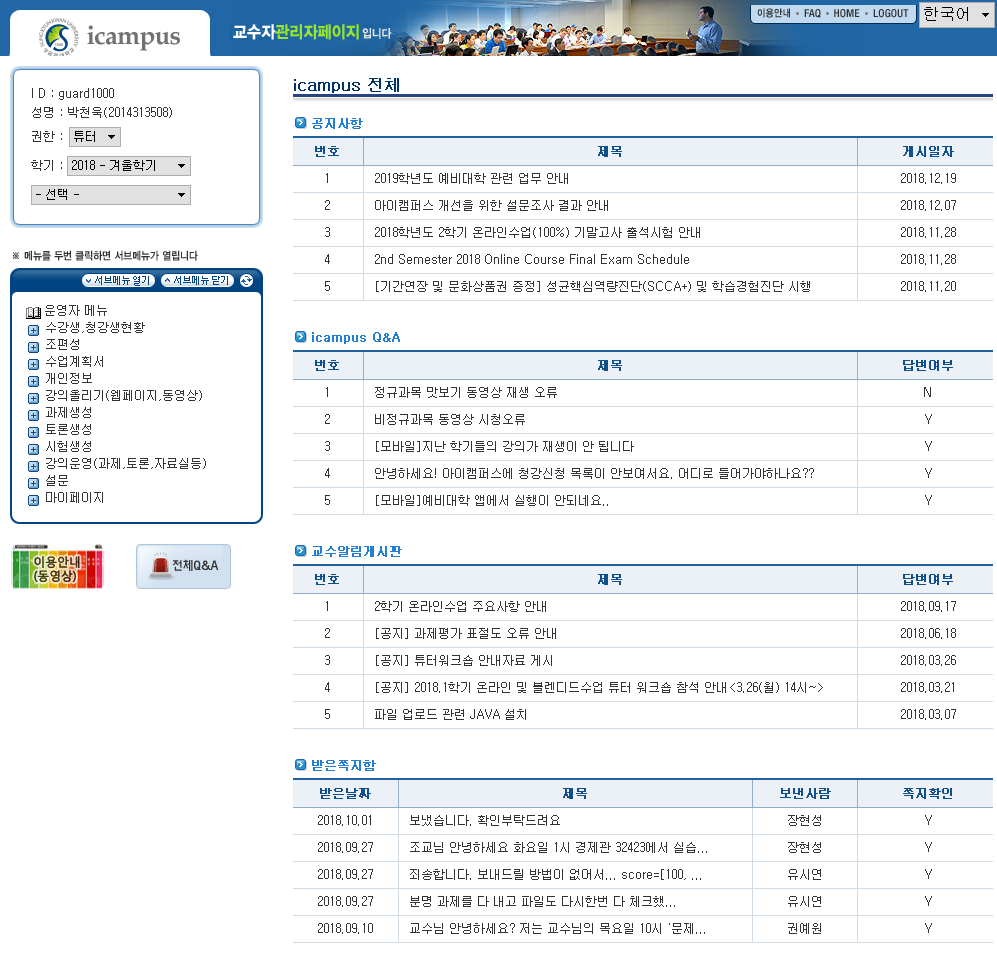 icampus
교수자관리자페이지 입니다
이용안내 · FAQ · HOME · LOGOUT
한국어
ID : guard1000
성명 : 박천욱(2014313508)
권한 : 튜터
학기 : 2018 - 겨울학기
- 선택 -
※ 메뉴를 두번 클릭하면 서브메뉴가 열립니다
서브메뉴 열기 서브메뉴 닫기
운영자 메뉴
수강생,청강생현황
조편성
수업계획서
개인정보
강의올리기(웹페이지,동영상)
과제생성
토론생성
시험생성
강의운영(과제,토론,자료실등)
설문
마이페이지
이용안내
(동영상)
전체Q&A
icampus 전체
공지사항
번호 제목 게시일자
1 2019학년도 예비대학 관련 업무 안내 2018.12.19
2 아이캠퍼스 개선을 위한 설문조사 결과 안내 2018.12.07
3 2018학년도 2학기 온라인수업(100%) 기말고사 출석시험 안내 2018.11.28
4 2nd Semester 2018 Online Course Final Exam Schedule 2018.11.28
5 [기간연장 및 문화상품권 증정] 성균핵심역량진단(SCCA+) 및 학습경험진단 시행 2018.11.20
icampus Q&A
번호 제목 답변여부
1 정규과목 맛보기 동영상 재생 오류 N
2 비정규과목 동영상 시청오류 Y
3 [모바일]지난 학기들의 강의가 재생이 안 됩니다 Y
4 안녕하세요! 아이캠퍼스에 청강신청 목록이 안보여서요. 어디로 들어가야하나요?? Y
5 [모바일]예비대학 앱에서 실행이 안되네요.. Y
교수알림게시판
번호 제목 답변여부
1 2학기 온라인수업 주요사항 안내 2018.09.17
2 [공지] 과제평가 표절도 오류 안내 2018.06.18
3 [공지] 튜터워크숍 안내자료 게시 2018.03.26
4 [공지] 2018.1학기 온라인 및 블렌디드수업 튜터 워크숍 참석 안내<3.26(월) 14시~> 2018.03.21
5 파일 업로드 관련 JAVA 설치 2018.03.07
받은쪽지함
받은날짜 제목 보낸사람 쪽지확인
2018.10.01 보냈습니다. 확인부탁드려요 장현성 Y
2018.09.27 조교님 안녕하세요 화요일 1시 경제관 32423에서 실습... 장현성 Y
2018.09.27 죄송합니다. 보내드릴 방법이 없어서... score=[100, ... 유시연 Y
2018.09.27 분명 과제를 다 내고 파일도 다시한번 다 체크했... 유시연 Y
2018.09.10 교수님 안녕하세요? 저는 교수님의 목요일 10시 '문제... 권예원 Y